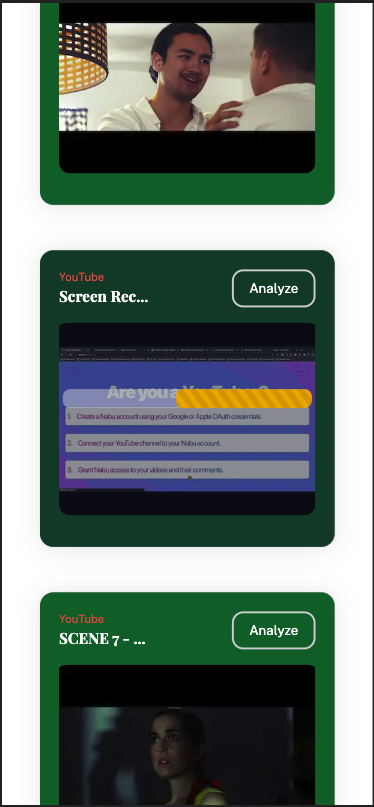 YouTube
Screen Rec...
Analyze
Are you a YouTuber?
1. Create a Nabu account using your Google or Apple OAuth credentials.
2. Connect your YouTube channel to your Nabu account.
3. Grant Nabu access to your videos and their comments.
YouTube
SCENE 7 - ...
Analyze